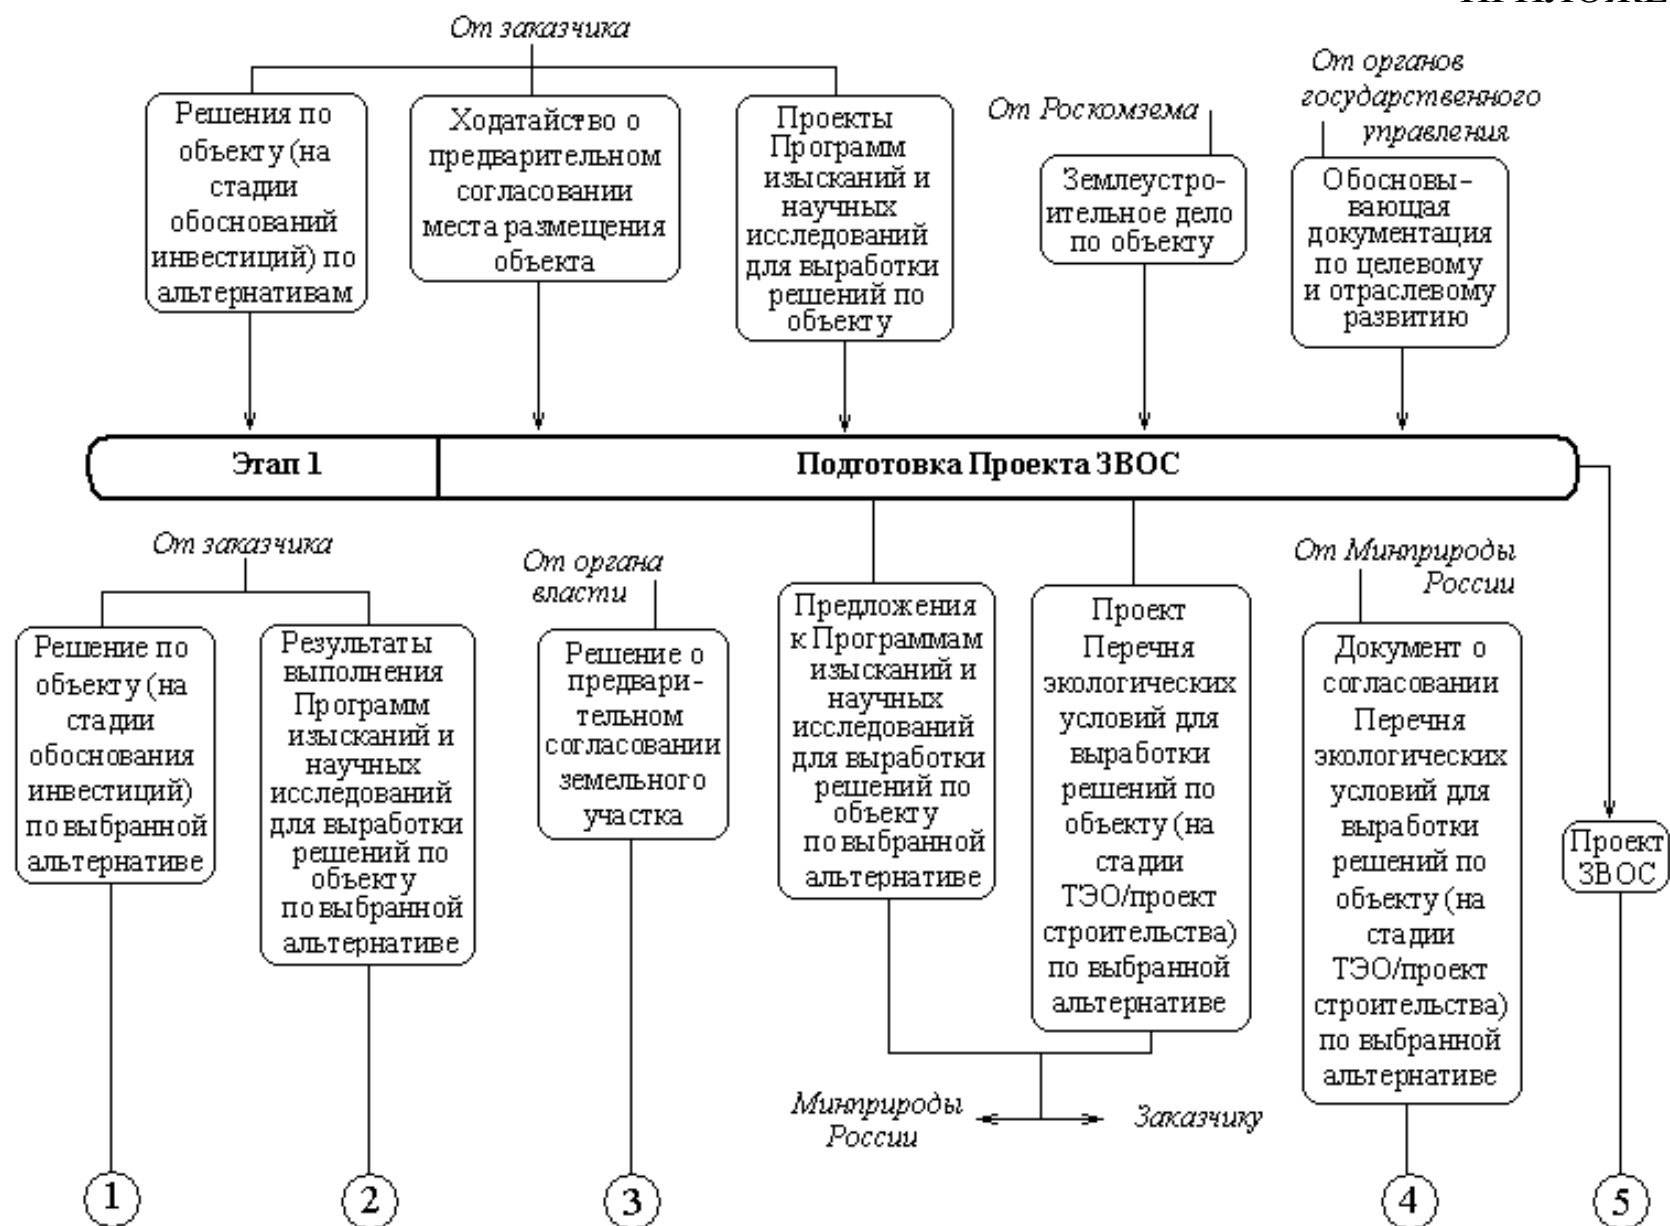 ПРИЛОЖЕ
От заказчика
Решения по
объекту (на
стадии
обоснований
инвестиций) по
альтернативам
Ходатайство о
предварительном
согласовании
места размещения
объекта
Проекты
Программ
изысканий и
научных
исследований
для выработки
решений по
объекту
От Роскомзема
Землеустро-
ительное дело
по объекту
От органов
государственного
управления
Обосновы-
вающая
документация
по целевому
и отраслевому
развитию
Этап 1
Подготовка Проекта ЗВОС
От заказчика
Решение по
объекту (на
стадии
обоснования
инвестиций)
по выбранной
альтернативе
Результаты
выполнения
Программ
изысканий и
научных
исследований
для выработки
решений по
объекту
по выбранной
альтернативе
От органа
власти
Решение о
предвари-
тельном
согласовании
земельного
участка
Предложения
к Программам
изысканий и
научных
исследований
для выработки
решений по
объекту
по выбранной
альтернативе
Проект
Перечня
экологических
условий для
выработки
решений по
объекту (на
стадии
ТЭО/проект
строительства)
по выбранной
альтернативе
Минприроды
России
Заказчику
От Минприроды
России
Документ о
согласовании
Перечня
экологических
условий для
выработки
решений по
объекту (на
стадии
ТЭО/проект
строительства)
по выбранной
альтернативе
Проект
ЗВОС
1
2
3
4
5